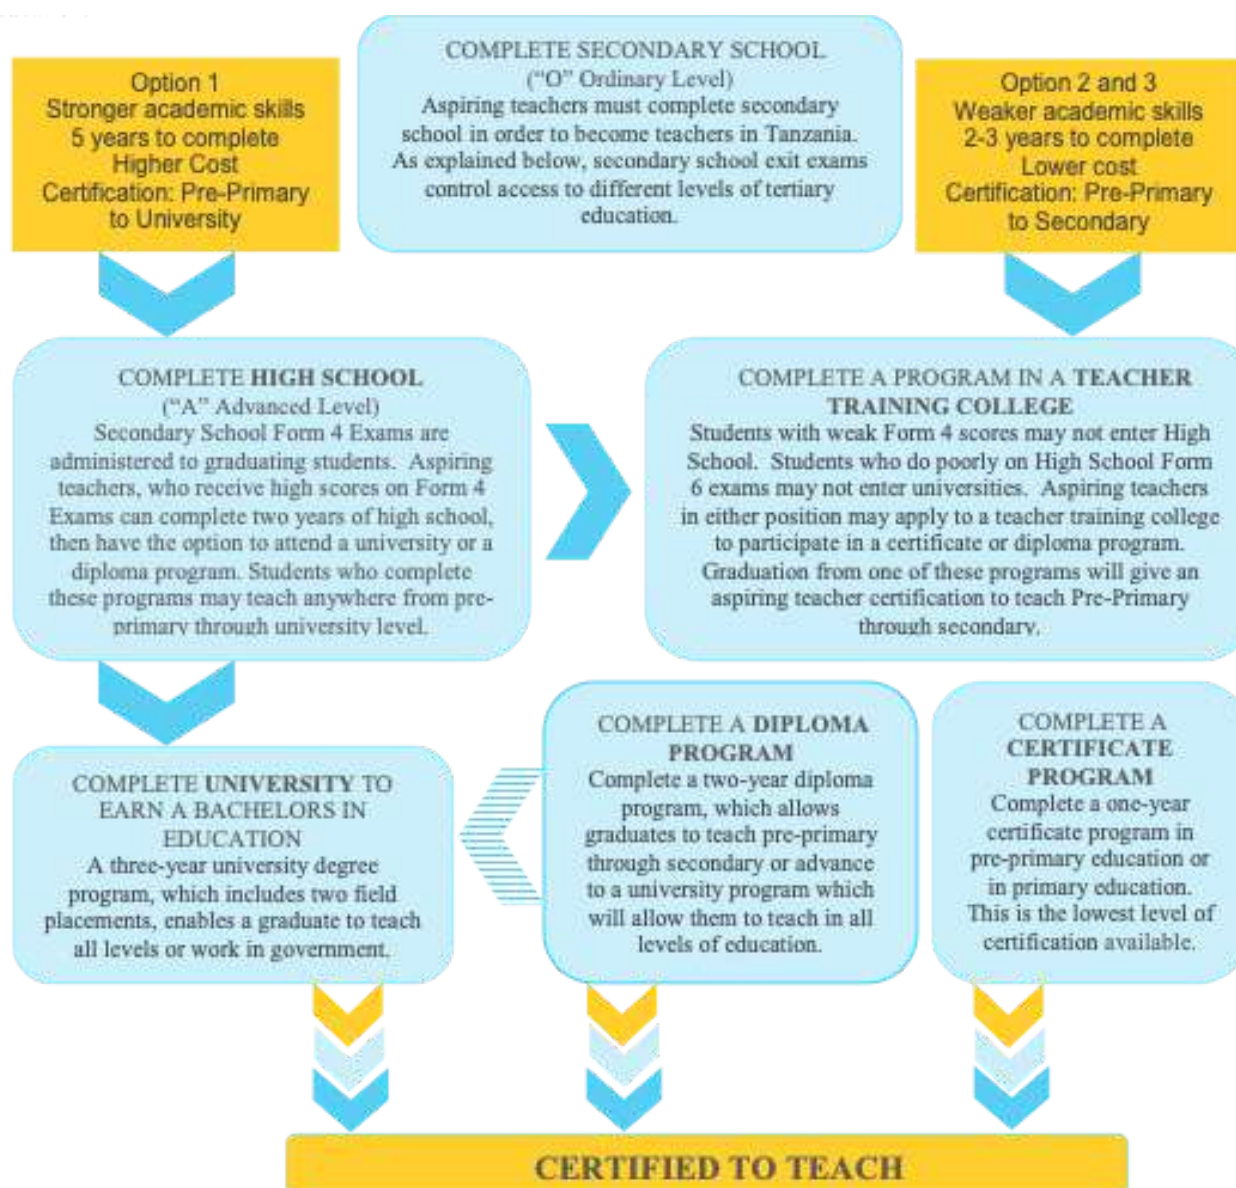 COMPLETE SECONDARY SCHOOL
("O" Ordinary Level)
Aspiring teachers must complete secondary
school in order to become teachers in Tanzania.
As explained below, secondary school exit exams
control access to different levels of tertiary
education.
Option 1
Stronger academic skills
5 years to complete
Higher Cost
Certification: Pre-Primary
to University
Option 2 and 3
Weaker academic skills
2-3 years to complete
Lower cost
Certification: Pre-Primary
to Secondary
COMPLETE HIGH SCHOOL
("A" Advanced Level)
Secondary School Form 4 Exams are
administered to graduating students. Aspiring
teachers, who receive high scores on Form 4
Exams can complete two years of high school,
then have the option to attend a university or a
diploma program. Students who complete
these programs may teach anywhere from pre-
primary through university level.
COMPLETE A PROGRAM IN A TEACHER
TRAINING COLLEGE
Students with weak Form 4 scores may not enter High
School. Students who do poorly on High School Form
6 exams may not enter universities. Aspiring teachers
in either position may apply to a teacher training college
to participate in a certificate or diploma program.
Graduation from one of these programs will give an
aspiring teacher certification to teach Pre-Primary
through secondary.
COMPLETE UNIVERSITY TO
EARN A BACHELORS IN
EDUCATION
A three-year university degree
program, which includes two field
placements, enables a graduate to teach
all levels or work in government.
COMPLETE A DIPLOMA
PROGRAM
Complete a two-year diploma
program, which allows
graduates to teach pre-primary
through secondary or advance
to a university program which
will allow them to teach in all
levels of education.
COMPLETE A
CERTIFICATE
PROGRAM
Complete a one-year
certificate program in
pre-primary education or
in primary education.
This is the lowest level of
certification available.
CERTIFIED TO TEACH